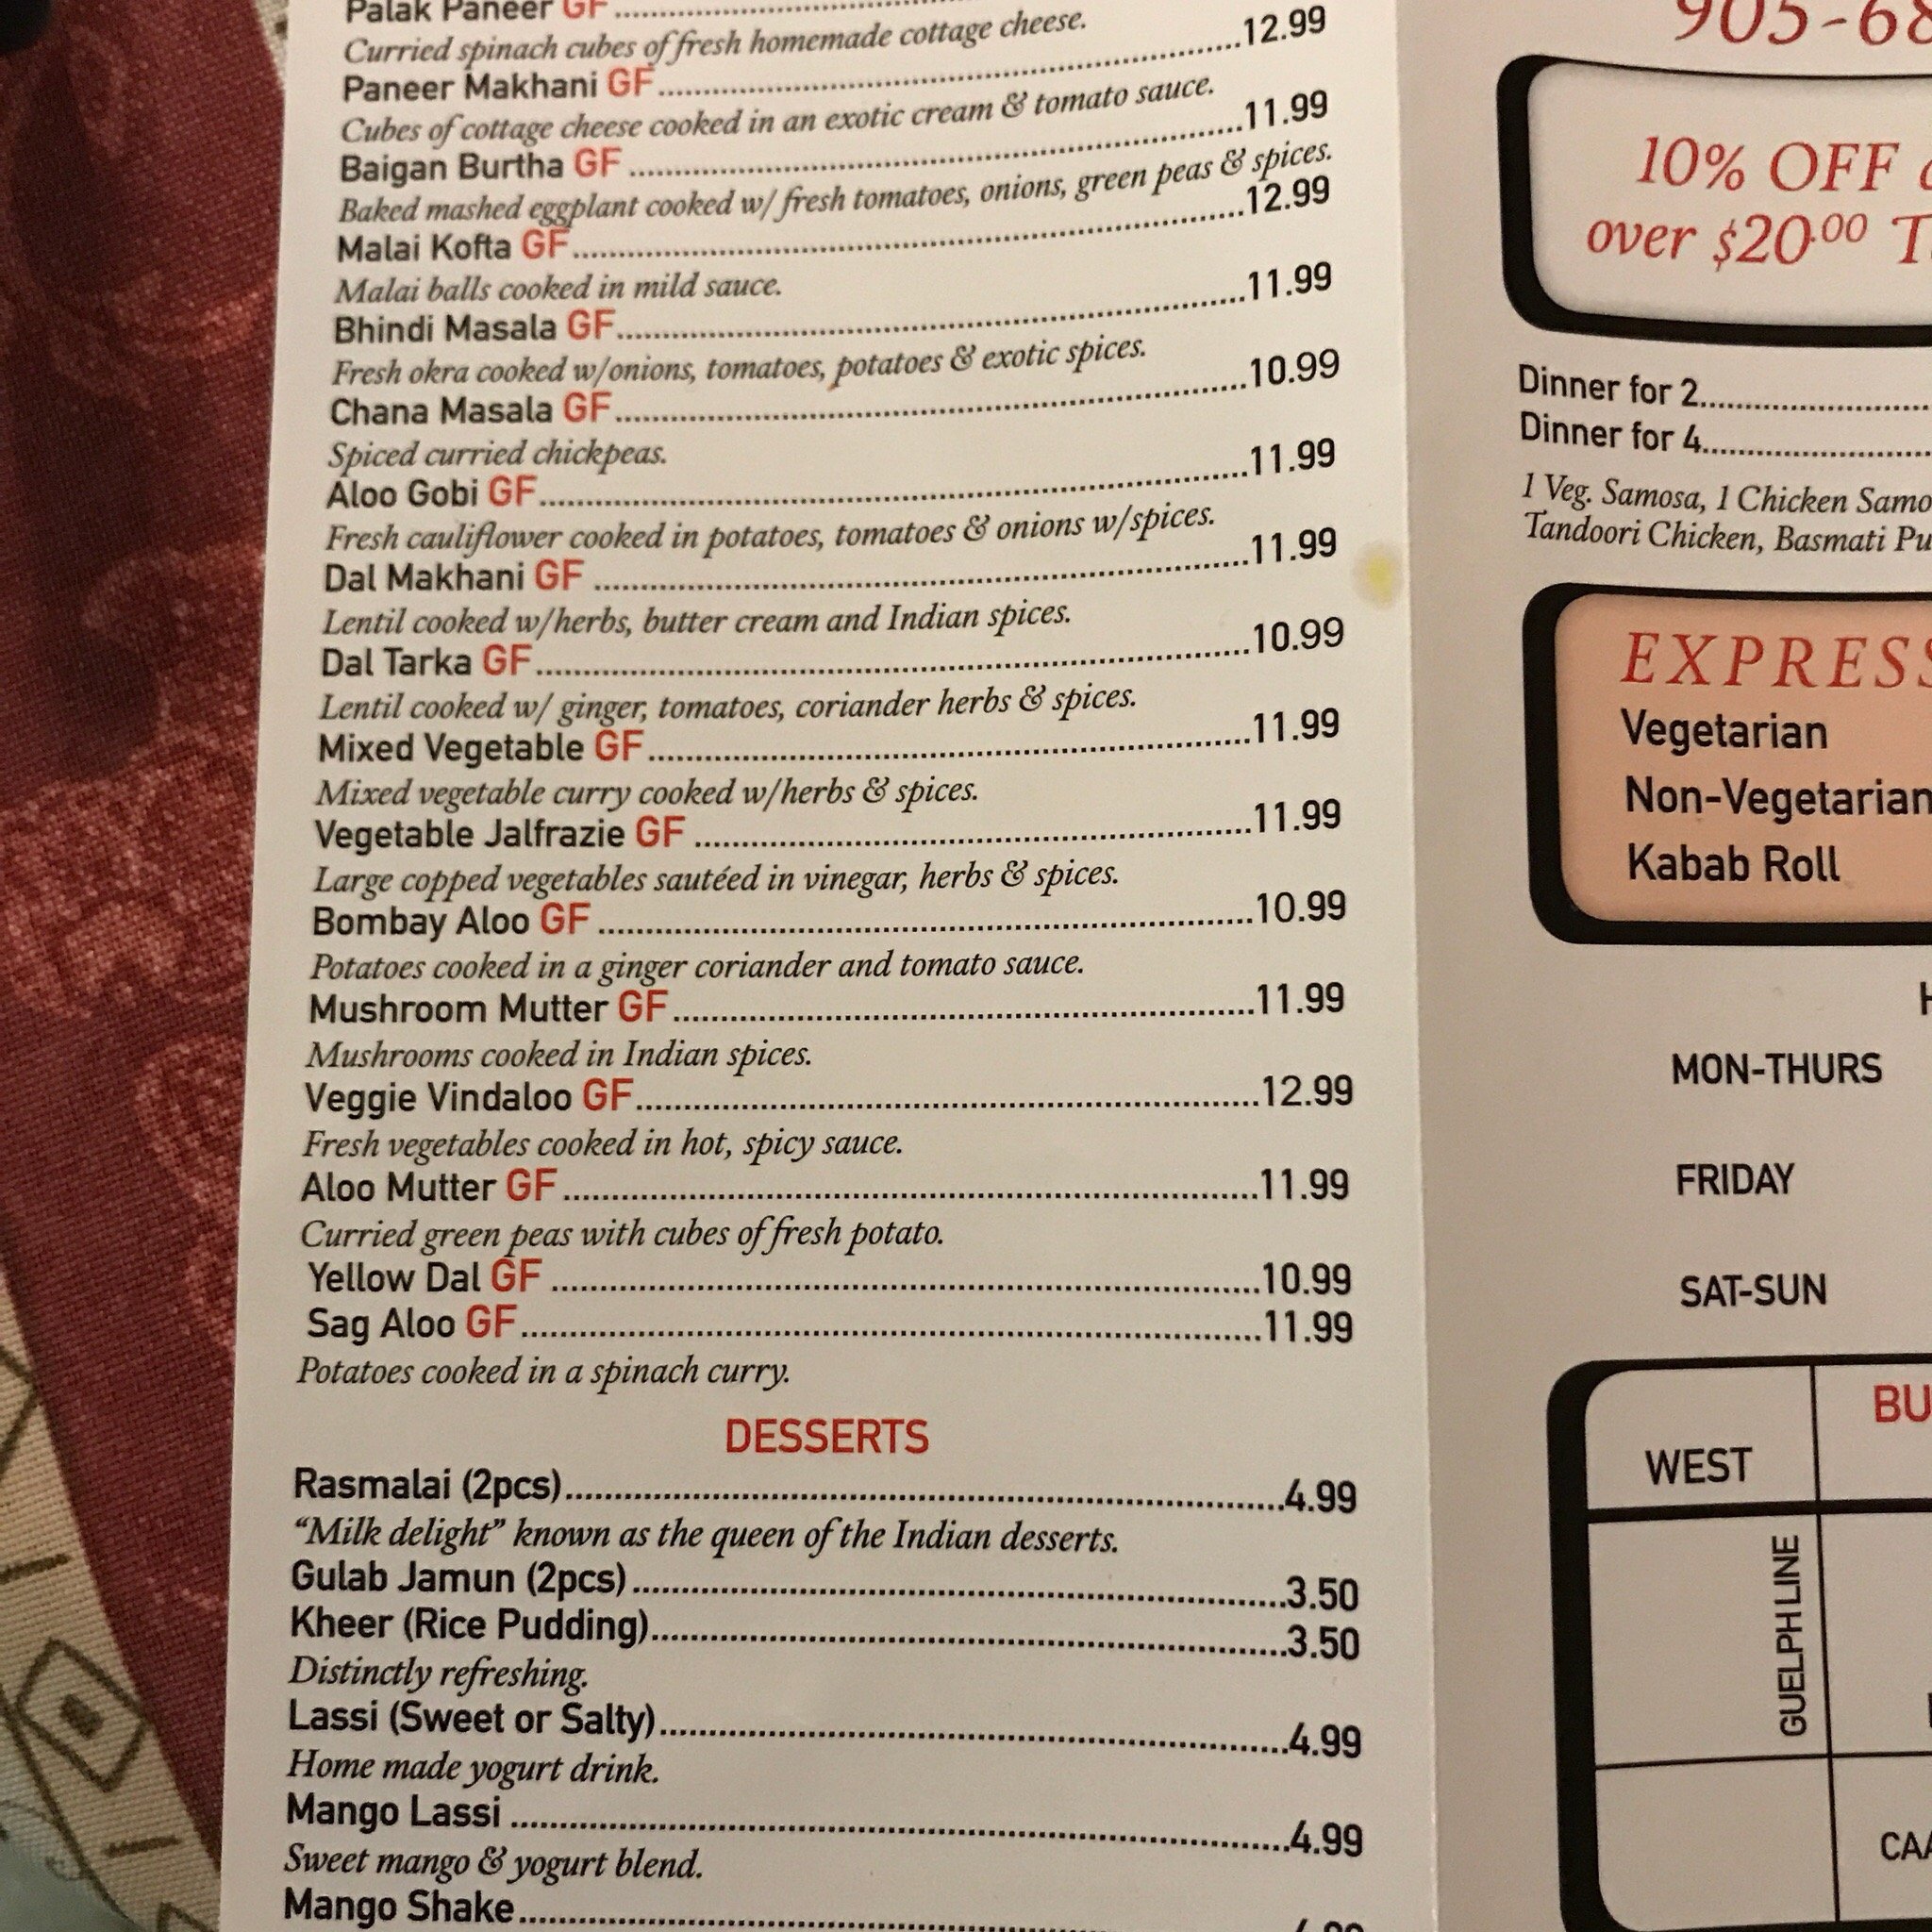 Palak Paneer GF
Curried spinach cubes of fresh homemade cottage cheese.
Paneer Makhani GF..........12.99
Cubes of cottage cheese cooked in an exotic cream & tomato sauce.
Baigan Burtha GF..........11.99
Baked mashed eggplant cooked w/ fresh tomatoes, onions, green peas & spices.
Malai Kofta GF..........12.99
Malai balls cooked in mild sauce.
Bhindi Masala GF..........11.99
Fresh okra cooked w/onions, tomatoes, potatoes & exotic spices.
Chana Masala GF..........10.99
Spiced curried chickpeas.
Aloo Gobi GF..........11.99
Fresh cauliflower cooked in potatoes, tomatoes & onions w/spices.
Dal Makhani GF..........11.99
Lentil cooked w/herbs, butter cream and Indian spices.
Dal Tarka GF..........10.99
Lentil cooked w/ ginger, tomatoes, coriander herbs & spices.
Mixed Vegetable GF..........11.99
Mixed vegetable curry cooked w/herbs & spices.
Vegetable Jalfrazie GF..........11.99
Large copped vegetables sautéed in vinegar, herbs & spices.
Bombay Aloo GF..........10.99
Potatoes cooked in a ginger coriander and tomato sauce.
Mushroom Mutter GF..........11.99
Mushrooms cooked in Indian spices.
Veggie Vindaloo GF..........12.99
Fresh vegetables cooked in hot, spicy sauce.
Aloo Mutter GF..........11.99
Curried green peas with cubes of fresh potato.
Yellow Dal GF..........10.99
Sag Aloo GF..........11.99
Potatoes cooked in a spinach curry.
DESSERTS
Rasmalai (2pcs)..........4.99
“Milk delight” known as the queen of the Indian desserts.
Gulab Jamun (2pcs)..........3.50
Kheer (Rice Pudding)..........3.50
Distinctly refreshing.
Lassi (Sweet or Salty)..........4.99
Home made yogurt drink.
Mango Lassi..........4.99
Sweet mango & yogurt blend.
Mango Shake..........
905-68
10% OFF
over $20.00
Dinner for 2..........
Dinner for 4..........
1 Veg. Samosa, 1 Chicken Samo
Tandoori Chicken, Basmati Pu
EXPRESS
Vegetarian
Non-Vegetarian
Kabab Roll
MON-THURS
FRIDAY
SAT-SUN
BU
WEST
GUELPH LINE